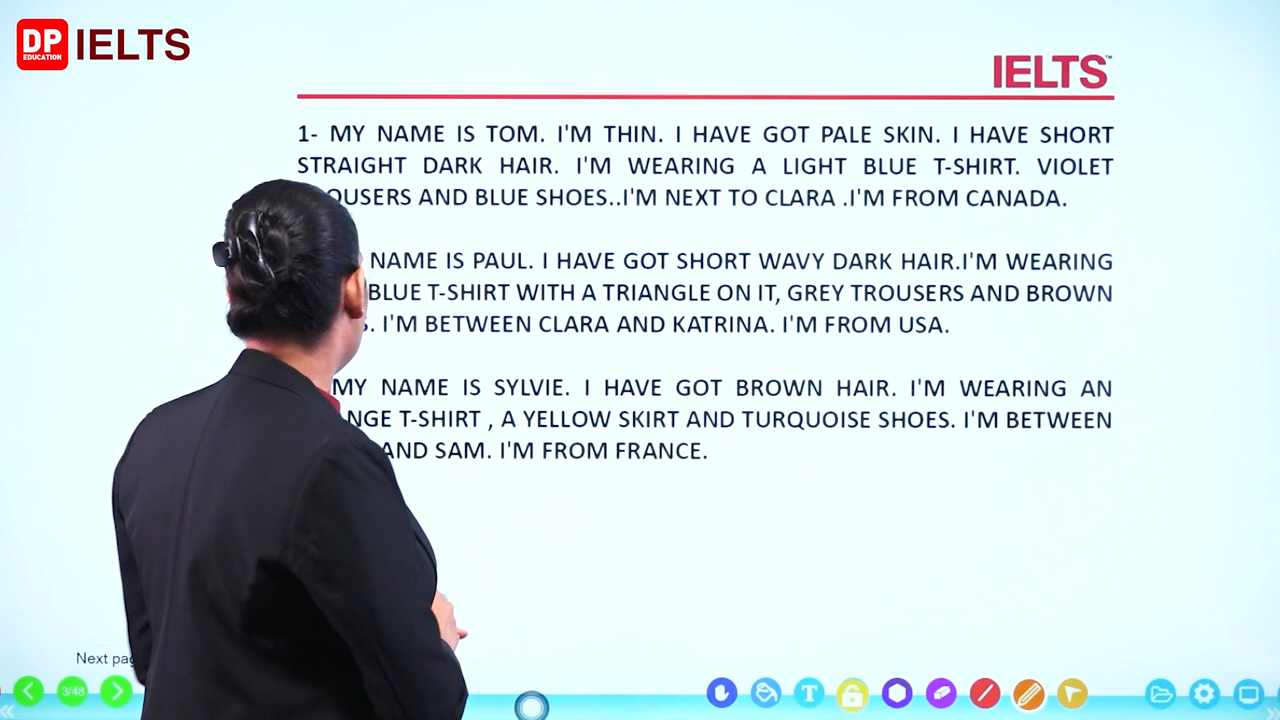 DP
EDUCATION
IELTS
IELTS™
1- MY NAME IS TOM. I'M THIN. I HAVE GOT PALE SKIN. I HAVE SHORT
STRAIGHT DARK HAIR. I'M WEARING A LIGHT BLUE T-SHIRT. VIOLET
AND BLUE SHOES..I'M NEXT TO CLARA .I'M FROM CANADA.
NAME IS PAUL. I HAVE GOT SHORT WAVY DARK HAIR.I'M WEARING
BLUE T-SHIRT WITH A TRIANGLE ON IT, GREY TROUSERS AND BROWN
I'M BETWEEN CLARA AND KATRINA. I'M FROM USA.
MY NAME IS SYLVIE. I HAVE GOT BROWN HAIR. I'M WEARING AN
T-SHIRT , A YELLOW SKIRT AND TURQUOISE SHOES. I'M BETWEEN
AND SAM. I'M FROM FRANCE.
Next
3/48
T